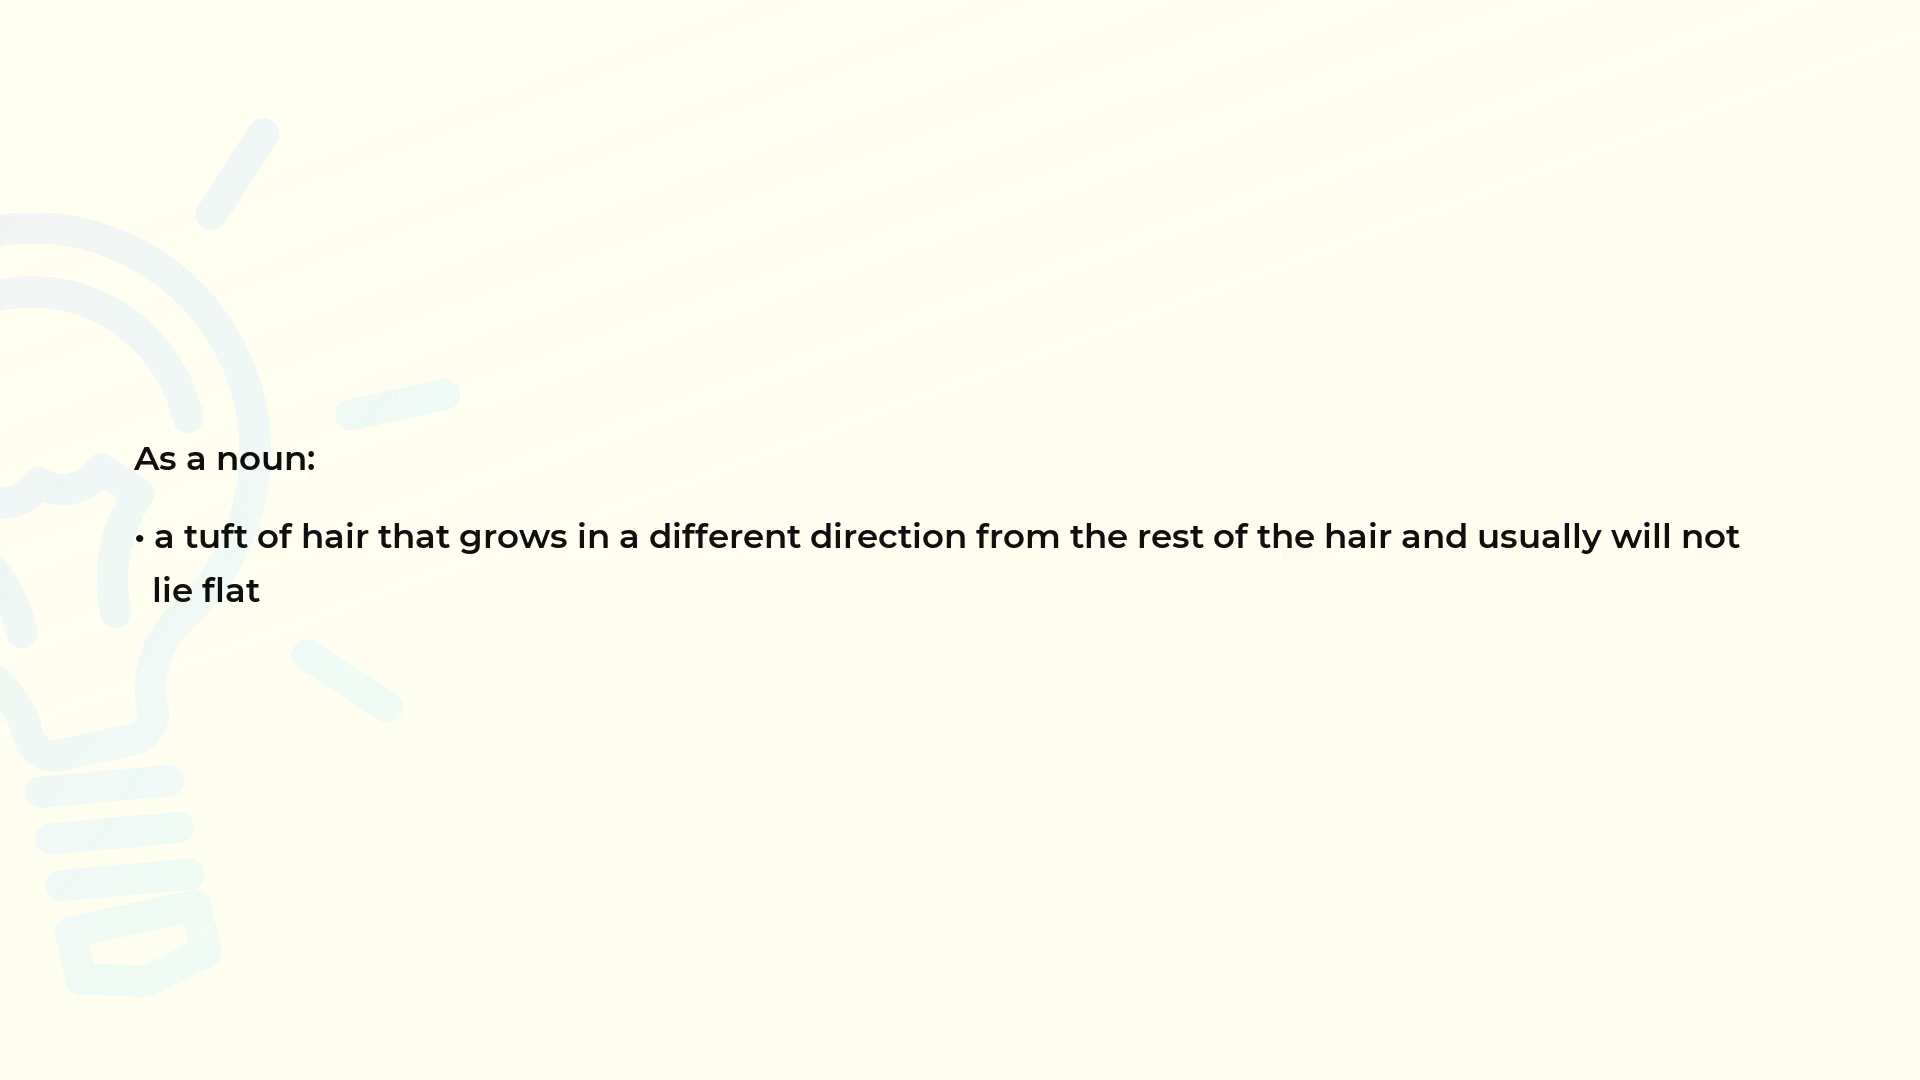 As a noun:
• a tuft of hair that grows in a different direction from the rest of the hair and usually will not
lie flat